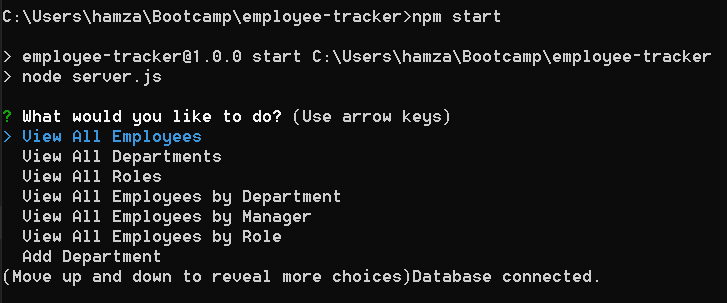 C:\Users\hamza\Bootcamp\employee-tracker>npm start
> employee-tracker@1.0.0 start C:\Users\hamza\Bootcamp\employee-tracker
> node server.js
? What would you like to do? (Use arrow keys)
> View All Employees
View All Departments
View All Roles
View All Employees by Department
View All Employees by Manager
View All Employees by Role
Add Department
(Move up and down to reveal more choices)Database connected.